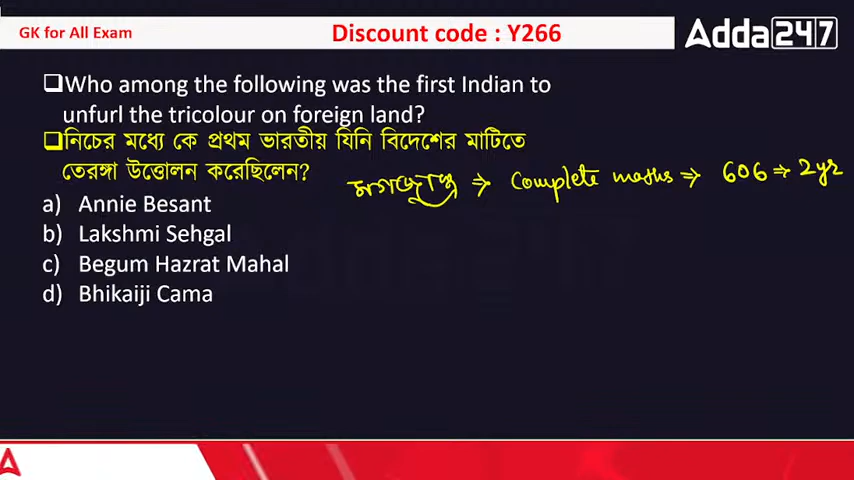 GK for All Exam
Discount code : Y266
Adda247
❑Who among the following was the first Indian to
unfurl the tricolour on foreign land?
❑নিচের মধ্যে কে প্রথম ভারতীয় যিনি বিদেশের মাটিতে
তেরঙ্গা উত্তোলন করেছিলেন?
⇒ Complete maths ⇒ 606 ⇒ 2yr
a) Annie Besant
b) Lakshmi Sehgal
c) Begum Hazrat Mahal
d) Bhikaiji Cama